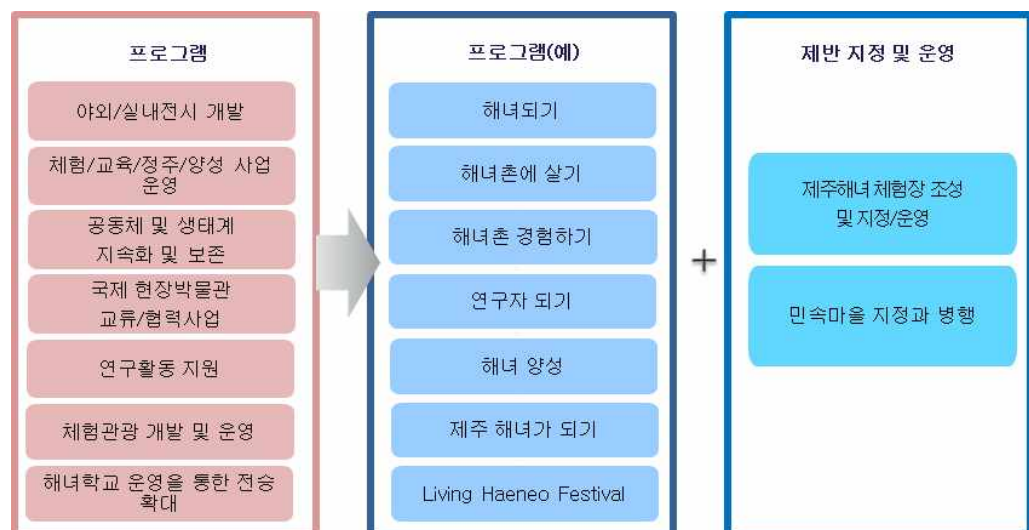 프로그램
야외/실내전시 개발
체험/교육/정주/양성 사업
운영
공동체 및 생태계
지속화 및 보존
국제 현장박물관
교류/협력사업
연구활동 지원
체험관광 개발 및 운영
해녀학교 운영을 통한 전승
확대
프로그램(예)
해녀되기
해녀촌에 살기
해녀촌 경험하기
연구자 되기
해녀 양성
제주 해녀가 되기
Living Haeneo Festival
+
제반 지정 및 운영
제주해녀 체험장 조성
및 지정/운영
민속마을 지정과 병행